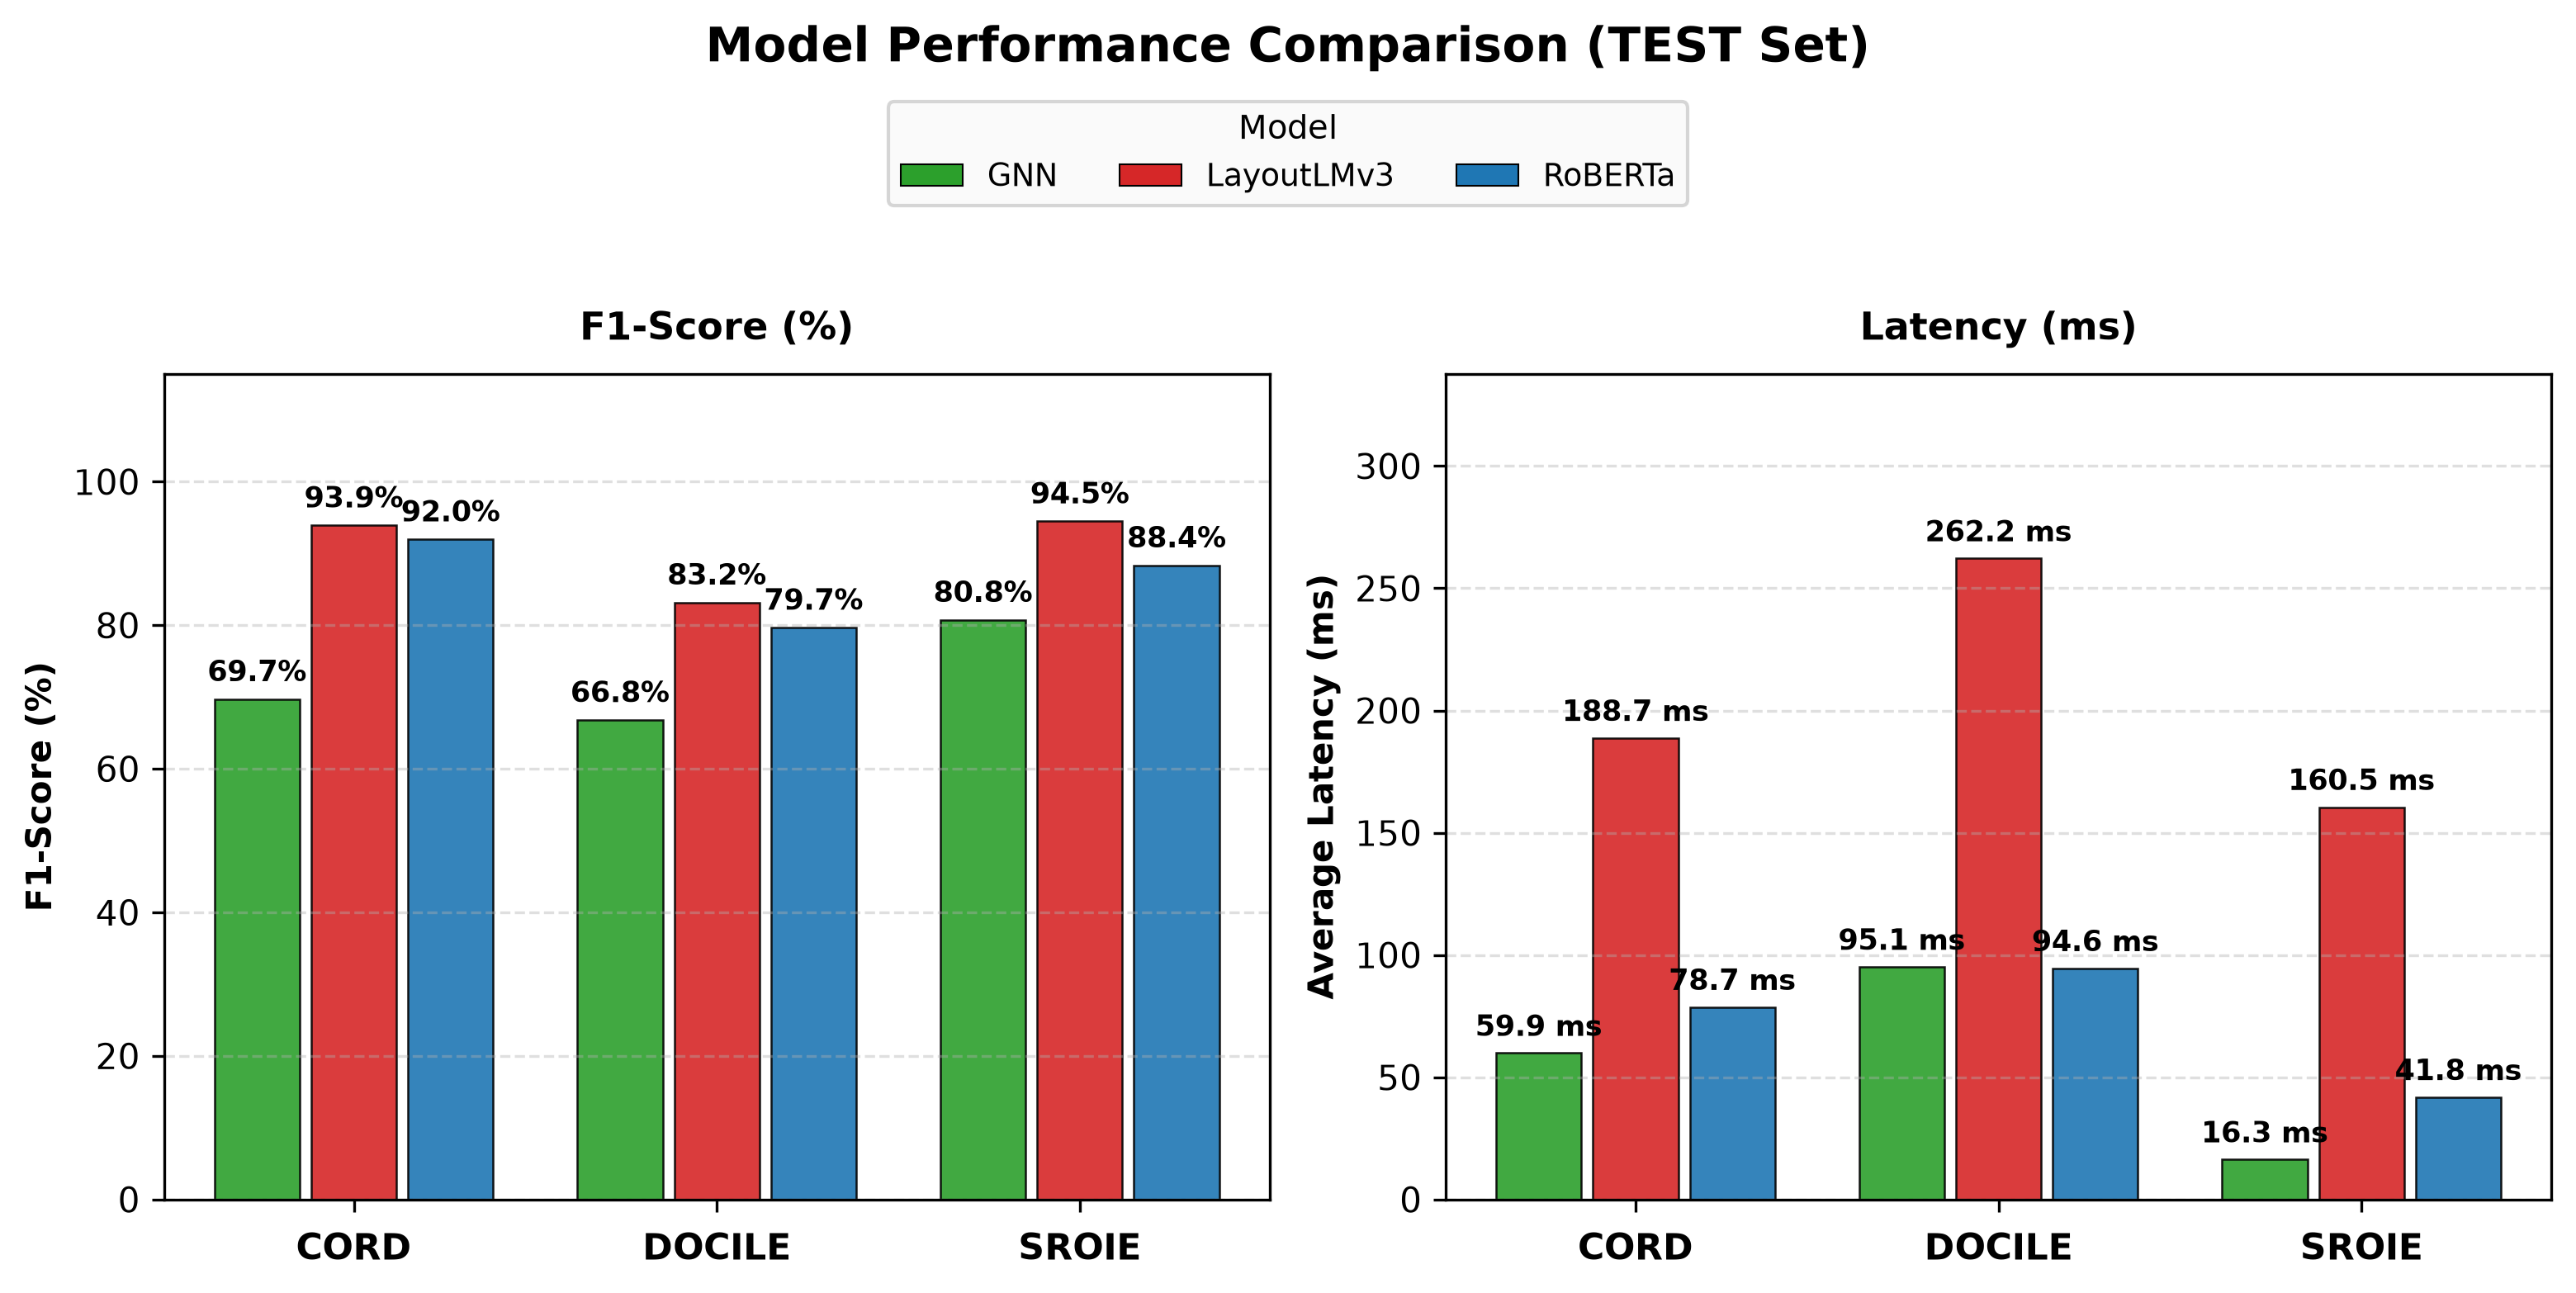 Model Performance Comparison (TEST Set)
Model
GNN LayoutLMv3 RoBERTa
F1-Score (%)
F1-Score (%)
100
80
60
40
20
0
93.9%
92.0%
69.7%
83.2%
79.7%
66.8%
94.5%
88.4%
80.8%
CORD DOCILE SROIE
Latency (ms)
Average Latency (ms)
300
250
200
150
100
50
0
188.7 ms
78.7 ms
59.9 ms
262.2 ms
95.1 ms
94.6 ms
160.5 ms
41.8 ms
16.3 ms
CORD DOCILE SROIE